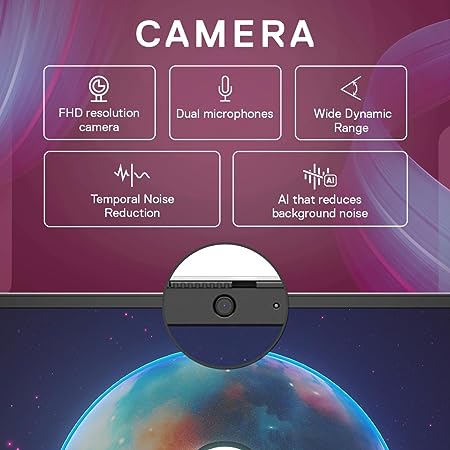 CAMERA
FHD resolution
camera
Dual microphones
Wide Dynamic
Range
Temporal Noise
Reduction
AI
AI that reduces
background noise